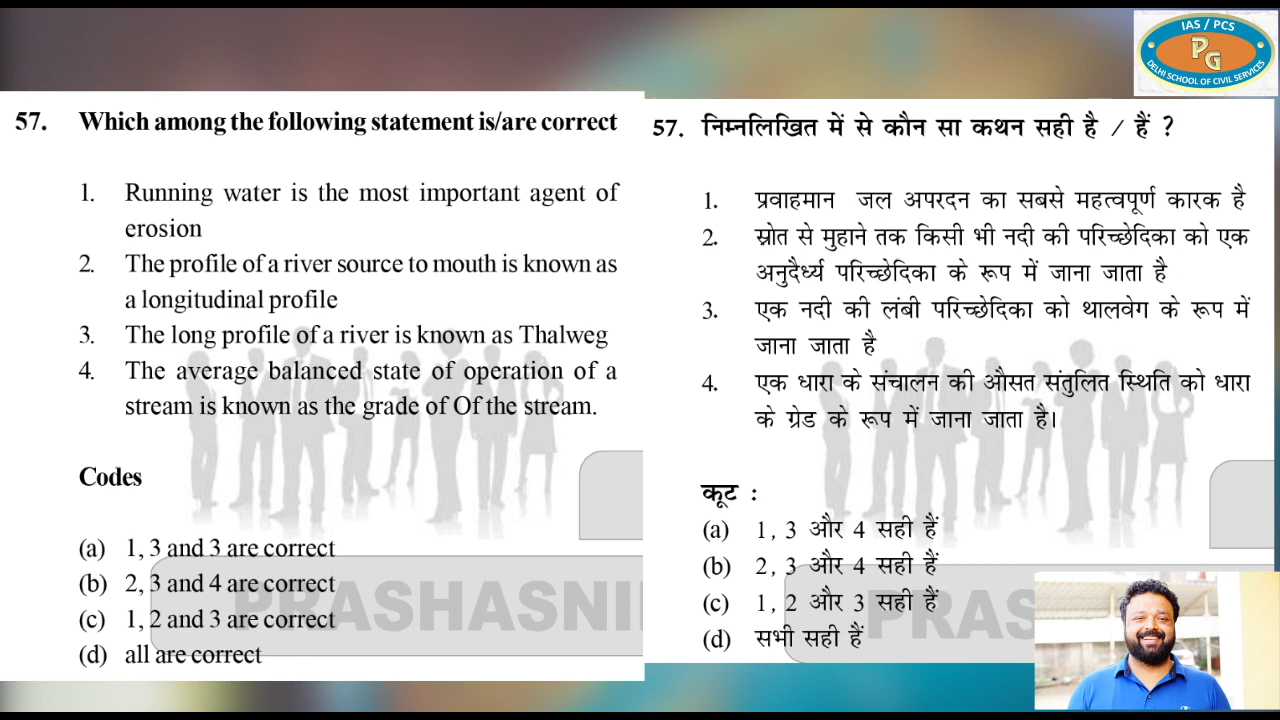 IAS / PCS
PG
DELHI SCHOOL OF CIVIL SERVICES
57. Which among the following statement is/are correct
1. Running water is the most important agent of
erosion
2. The profile of a river source to mouth is known as
a longitudinal profile
3. The long profile of a river is known as Thalweg
4. The average balanced state of operation of a
stream is known as the grade of Of the stream.
Codes
(a) 1, 3 and 3 are correct
(b) 2, 3 and 4 are correct
(c) 1, 2 and 3 are correct
(d) all are correct
PRASHASNI
57. निम्नलिखित में से कौन सा कथन सही है / हैं ?
1. प्रवाहमान जल अपरदन का सबसे महत्वपूर्ण कारक है
2. स्रोत से मुहाने तक किसी भी नदी की परिच्छेदिका को एक
अनुदैर्ध्य परिच्छेदिका के रूप में जाना जाता है
3. एक नदी की लंबी परिच्छेदिका को थालवेग के रूप में
जाना जाता है
4. एक धारा के संचालन की औसत संतुलित स्थिति को धारा
के ग्रेड के रूप में जाना जाता है।
कूट :
(a) 1, 3 और 4 सही हैं
(b) 2, 3 और 4 सही हैं
(c) 1, 2 और 3 सही हैं
(d) सभी सही हैं
PRAS